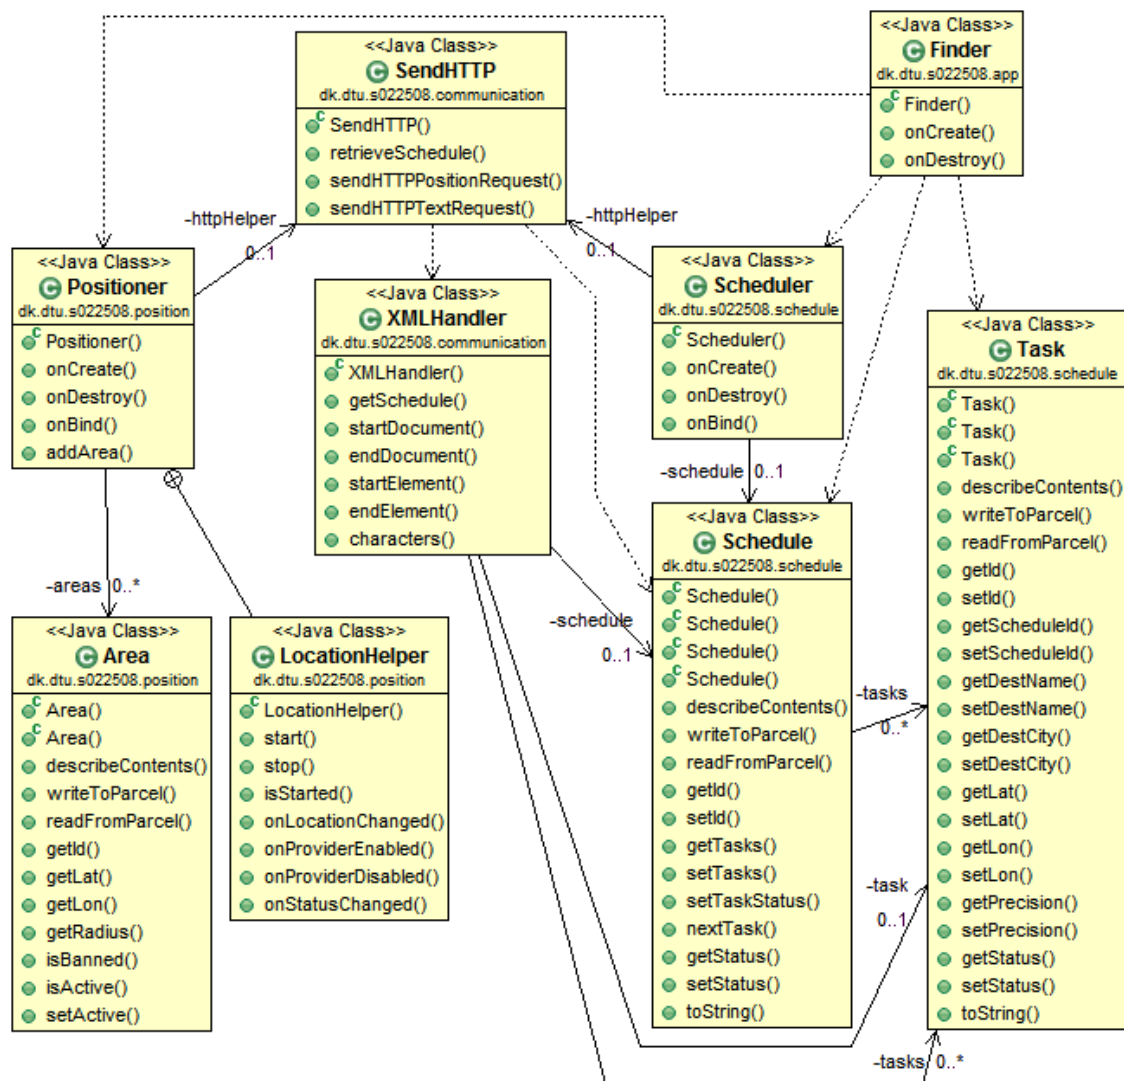 <<Java Class>>
SendHTTP
dk.dtu.s022508.communication
SendHTTP()
retrieveSchedule()
sendHTTPPositionRequest()
sendHTTPTextRequest()
<<Java Class>>
Finder
dk.dtu.s022508.app
Finder()
onCreate()
onDestroy()
-httpHelper
0..1
-httpHelper
0..1
<<Java Class>>
Positioner
dk.dtu.s022508.position
Positioner()
onCreate()
onDestroy()
onBind()
addArea()
<<Java Class>>
XMLHandler
dk.dtu.s022508.communication
XMLHandler()
getSchedule()
startDocument()
endDocument()
startElement()
endElement()
characters()
<<Java Class>>
Scheduler
dk.dtu.s022508.schedule
Scheduler()
onCreate()
onDestroy()
onBind()
<<Java Class>>
Task
dk.dtu.s022508.schedule
Task()
Task()
Task()
describeContents()
writeToParcel()
readFromParcel()
getId()
setId()
getScheduleId()
setScheduleId()
getDestName()
setDestName()
getDestCity()
setDestCity()
getLat()
setLat()
getLon()
setLon()
getPrecision()
setPrecision()
getStatus()
setStatus()
toString()
-schedule 0..1
-areas 0..*
-schedule
0..1
<<Java Class>>
Area
dk.dtu.s022508.position
Area()
Area()
describeContents()
writeToParcel()
readFromParcel()
getId()
getLat()
getLon()
getRadius()
isBanned()
isActive()
setActive()
<<Java Class>>
LocationHelper
dk.dtu.s022508.position
LocationHelper()
start()
stop()
isStarted()
onLocationChanged()
onProviderEnabled()
onProviderDisabled()
onStatusChanged()
<<Java Class>>
Schedule
dk.dtu.s022508.schedule
Schedule()
Schedule()
Schedule()
Schedule()
describeContents()
writeToParcel()
readFromParcel()
getId()
setId()
getTasks()
setTasks()
setTaskStatus()
nextTask()
getStatus()
setStatus()
toString()
-tasks
0..*
-task
0..1
-tasks 0..*